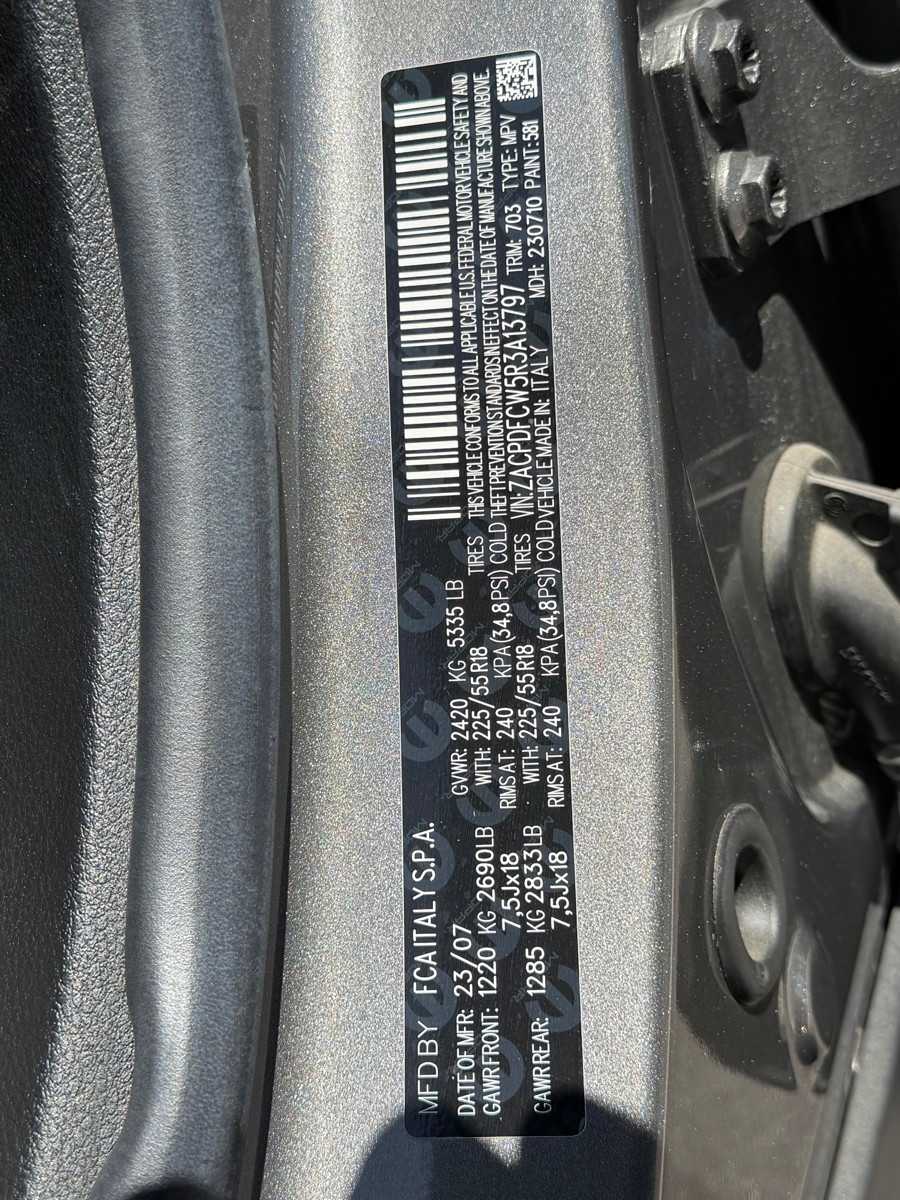 MFD BY FCA ITALY S.P.A.
DATE OF MFR: 23/07 GVWR: 2420 KG 5335 LB
GAWR FRONT: 1220 KG 2690LB WITH: 225/55R18 TIRES
7,5Jx18 RIMS AT: 240 KPA(34,8PSI) COLD
GAWR REAR: 1285 KG 2833LB WITH: 225/55R18 TIRES
7,5Jx18 RIMS AT: 240 KPA(34,8PSI) COLD
THIS VEHICLE CONFORMS TO ALL APPLICABLE U.S. FEDERAL MOTOR VEHICLE SAFETY AND
THEFT PREVENTION STANDARDS IN EFFECT ON THE DATE OF MANUFACTURE SHOWN ABOVE.
VIN: ZACPDFCW5R3A13797 TRIM: 703 TYPE: MPV
VEHICLE MADE IN: ITALY MDH: 230710 PAINT: 581